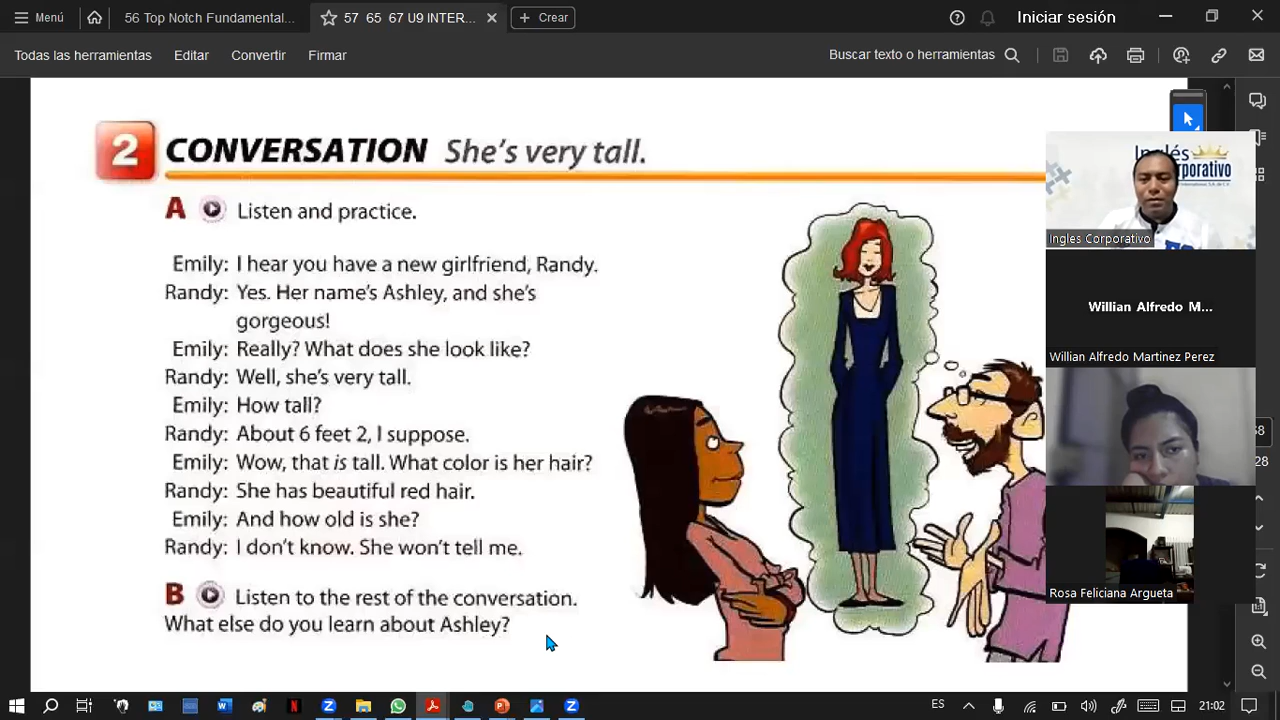 Menú
56 Top Notch Fundamental...
57 65 67 U9 INTER...
Crear
Iniciar sesión
Todas las herramientas
Editar
Convertir
Firmar
Buscar texto o herramientas
2 CONVERSATION She's very tall.
A Listen and practice.
Emily: I hear you have a new girlfriend, Randy.
Randy: Yes. Her name's Ashley, and she's
gorgeous!
Emily: Really? What does she look like?
Randy: Well, she's very tall.
Emily: How tall?
Randy: About 6 feet 2, I suppose.
Emily: Wow, that is tall. What color is her hair?
Randy: She has beautiful red hair.
Emily: And how old is she?
Randy: I don't know. She won't tell me.
B Listen to the rest of the conversation.
What else do you learn about Ashley?
Inglés
Ingles Corporativo
Willian Alfredo M...
Willian Alfredo Martinez Perez
Rosa Feliciana Argueta
ES
21:02